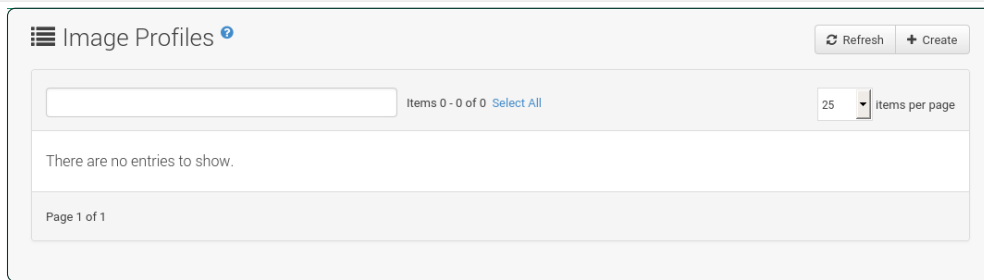 Image Profiles ?
Refresh Create
Items 0 - 0 of 0 Select All
25 items per page
There are no entries to show.
Page 1 of 1